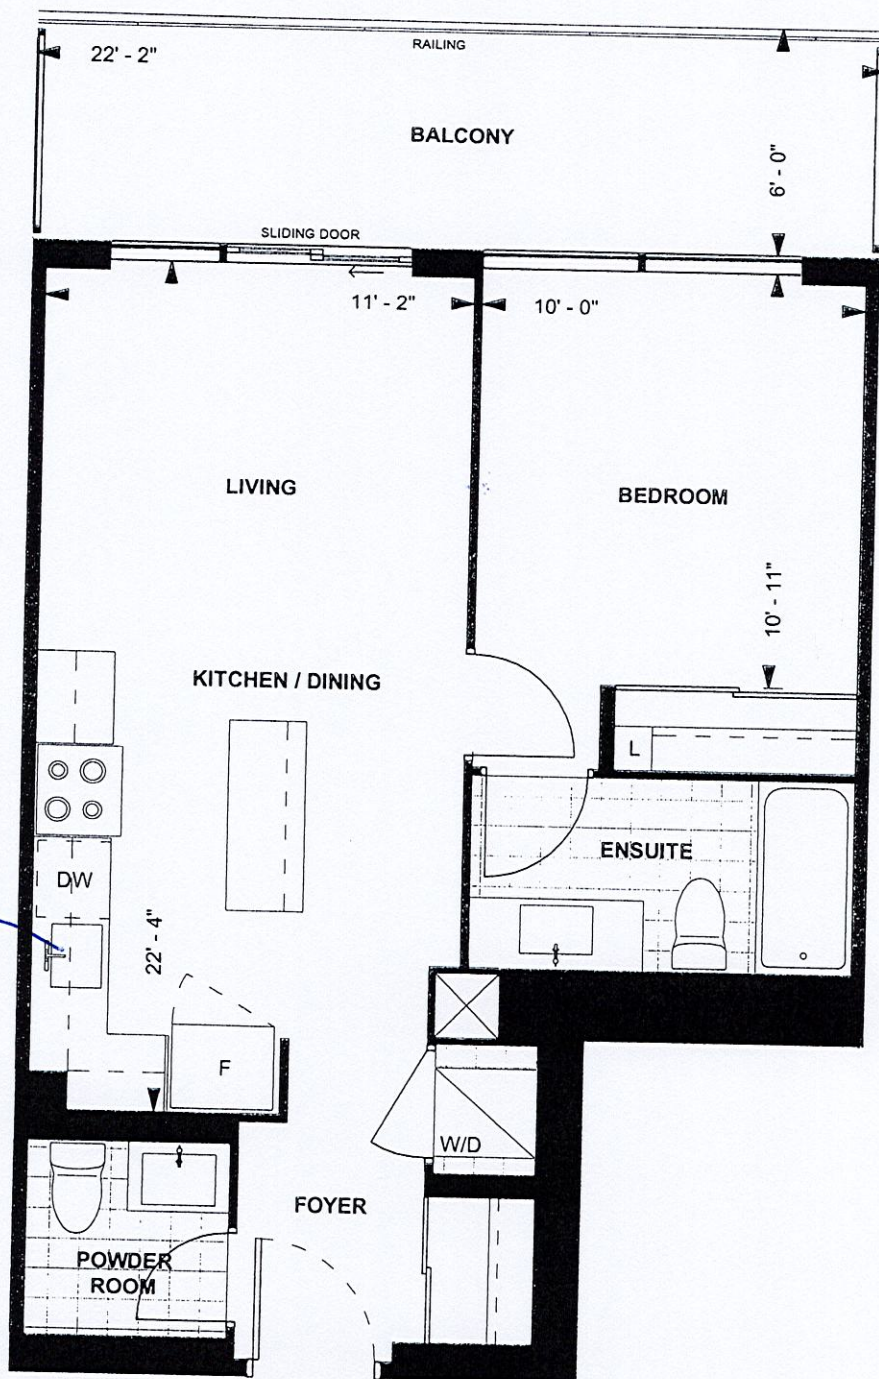 RAILING
22' - 2"
BALCONY
6' - 0"
SLIDING DOOR
11' - 2"
10' - 0"
LIVING
BEDROOM
10' - 11"
KITCHEN / DINING
L
ENSUITE
DW
22' - 4"
F
W/D
FOYER
POWDER
ROOM